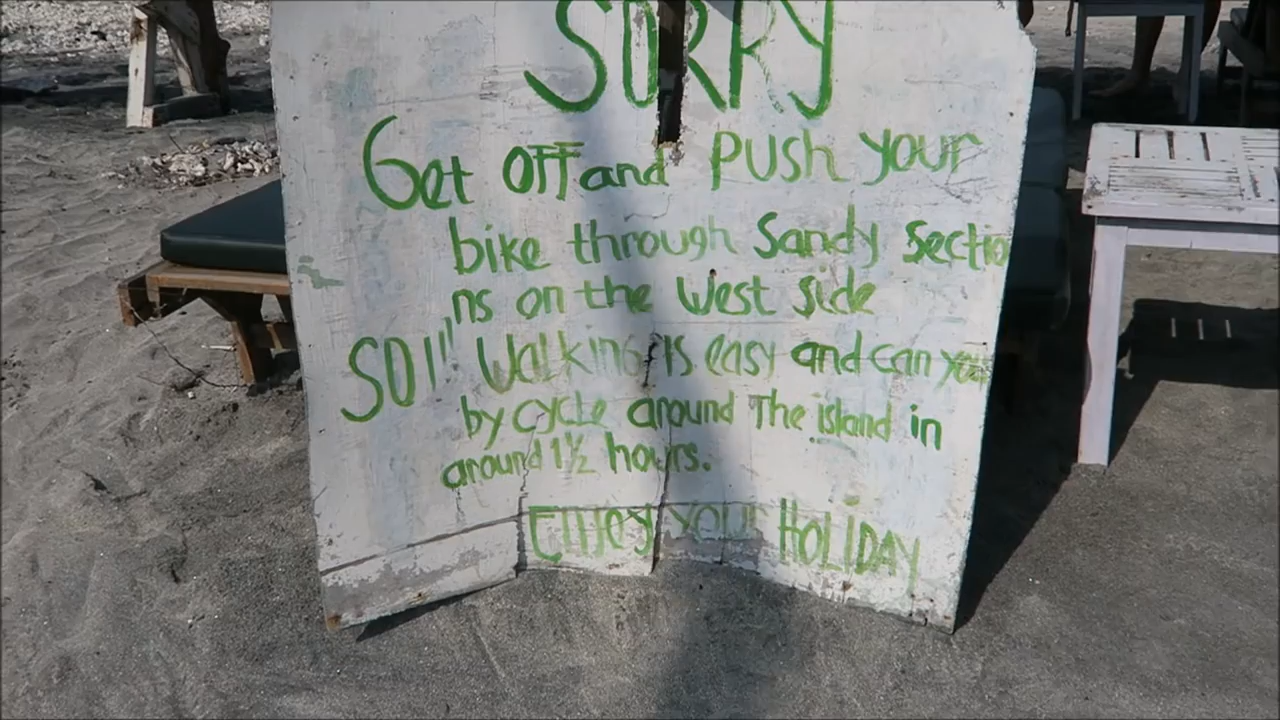 SORRY
Get OFF and PUSH your
bike through Sandy Sectio
ns on the West Side
SO!!" Walking is easy and can you
by cycle around The island in
around 1½ hours.
ENJOY your HOLiDAY